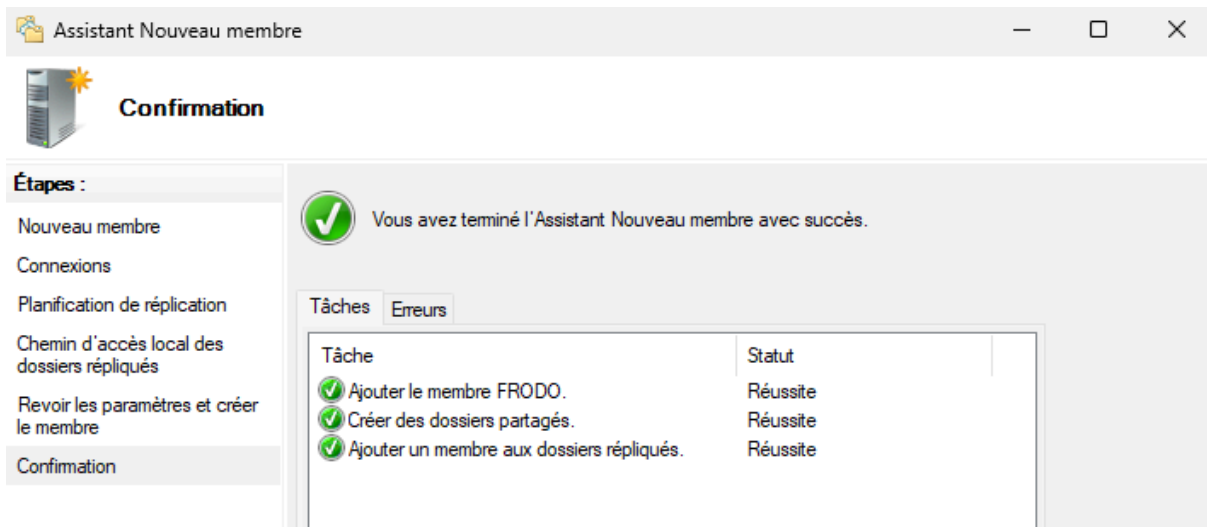 Assistant Nouveau membre
Confirmation
Étapes :
Nouveau membre
Connexions
Planification de réplication
Chemin d'accès local des
dossiers répliqués
Revoir les paramètres et créer
le membre
Confirmation
Vous avez terminé l'Assistant Nouveau membre avec succès.
Tâches Erreurs
Tâche Statut
Ajouter le membre FRODO. Réussite
Créer des dossiers partagés. Réussite
Ajouter un membre aux dossiers répliqués. Réussite